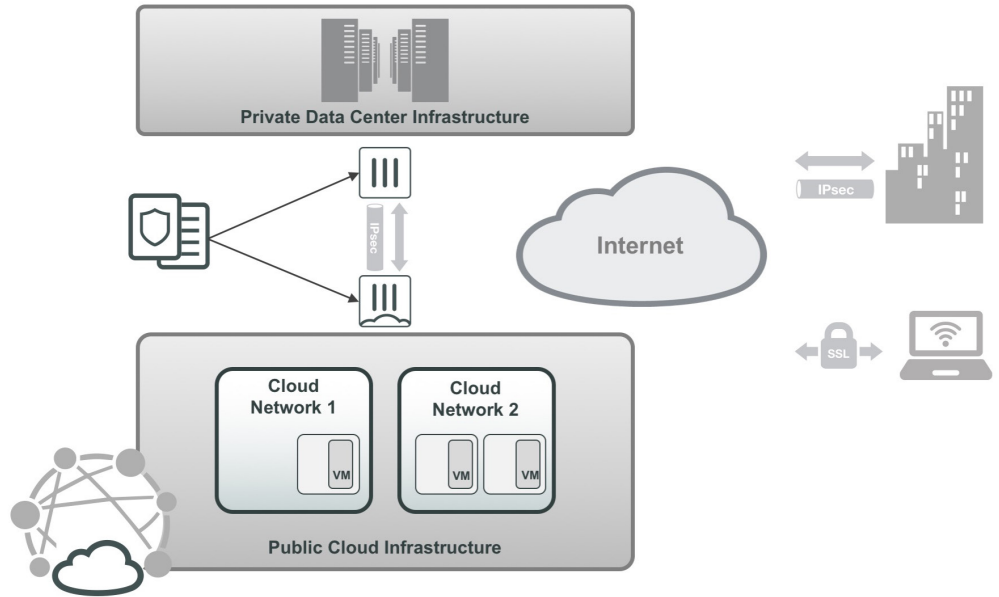 Private Data Center Infrastructure
IPsec
IPsec
Internet
SSL
Cloud
Network 1
VM
Cloud
Network 2
VM
VM
Public Cloud Infrastructure